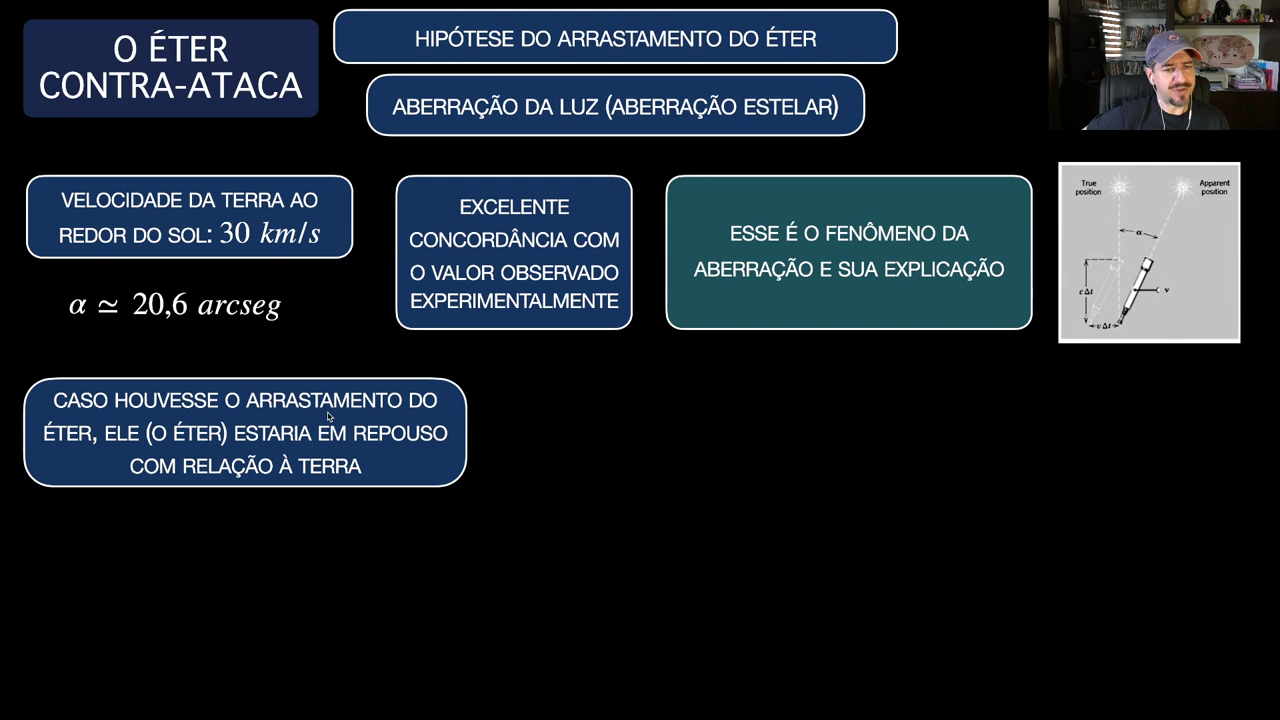 O ÉTER
CONTRA-ATACA
HIPÓTESE DO ARRASTAMENTO DO ÉTER
ABERRAÇÃO DA LUZ (ABERRAÇÃO ESTELAR)
VELOCIDADE DA TERRA AO
REDOR DO SOL: 30 km/s
α ≃ 20,6 arcseg
EXCELENTE
CONCORDÂNCIA COM
O VALOR OBSERVADO
EXPERIMENTALMENTE
ESSE É O FENÔMENO DA
ABERRAÇÃO E SUA EXPLICAÇÃO
True
position
Apparent
position
α
c Δt
v
v Δt
CASO HOUVESSE O ARRASTAMENTO DO
ÉTER, ELE (O ÉTER) ESTARIA EM REPOUSO
COM RELAÇÃO À TERRA